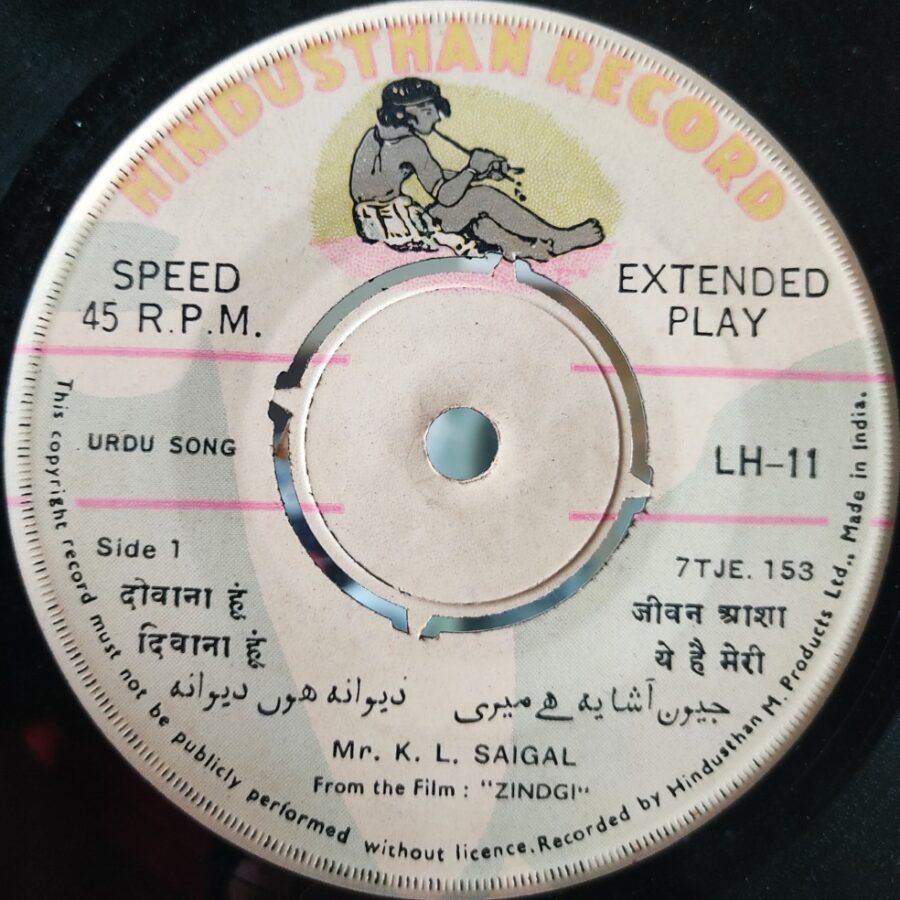 HINDUSTHAN RECORD
SPEED
45 R.P.M.
EXTENDED
PLAY
URDU SONG
LH-11
Side 1
7TJE. 153
दीवाना हूं
दिवाना हूं
जीवन आशा
ये है मेरी
دیوانہ ھوں دیوانہ
جیون آشا یہ ھے میری
Mr. K. L. SAIGAL
From the Film : "ZINDGI"
This copyright record must not be publicly performed without licence. Recorded by Hindusthan M. Products Ltd., Made in India.